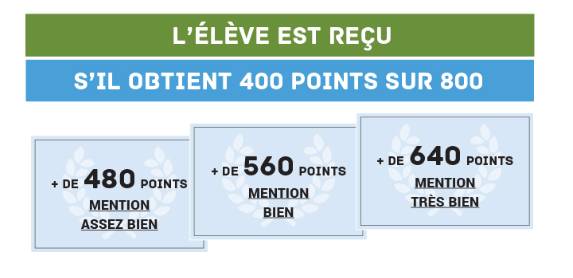 L'ÉLÈVE EST REÇU
S'IL OBTIENT 400 POINTS SUR 800
+ DE 480 POINTS
MENTION
ASSEZ BIEN
+ DE 560 POINTS
MENTION
BIEN
+ DE 640 POINTS
MENTION
TRÈS BIEN